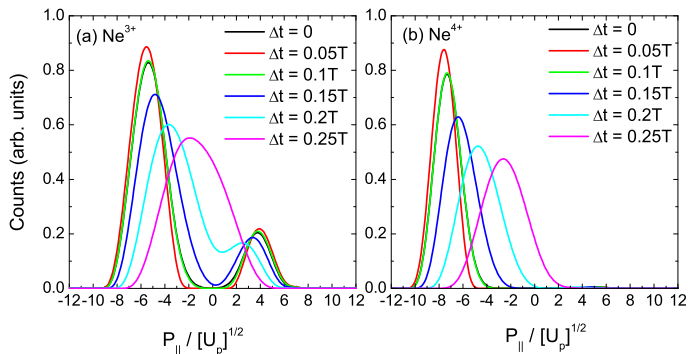 (a) Ne³⁺
Δt = 0
Δt = 0.05T
Δt = 0.1T
Δt = 0.15T
Δt = 0.2T
Δt = 0.25T
(b) Ne⁴⁺
Δt = 0
Δt = 0.05T
Δt = 0.1T
Δt = 0.15T
Δt = 0.2T
Δt = 0.25T
Counts (arb. units)
1.0
0.8
0.6
0.4
0.2
0.0
-12 -10 -8 -6 -4 -2 0 2 4 6 8 10 12
-12 -10 -8 -6 -4 -2 0 2 4 6 8 10 12
P|| / [Up]^1/2
P|| / [Up]^1/2